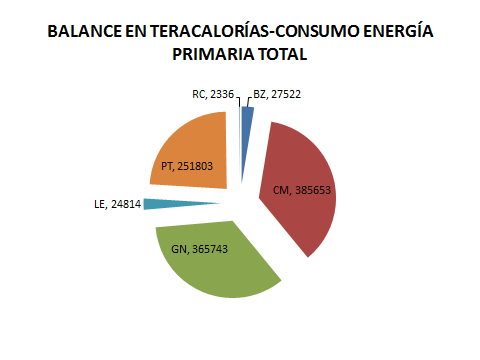 BALANCE EN TERACALORÍAS-CONSUMO ENERGÍA
PRIMARIA TOTAL
RC, 2336
BZ, 27522
PT, 251803
CM, 385653
LE, 24814
GN, 365743